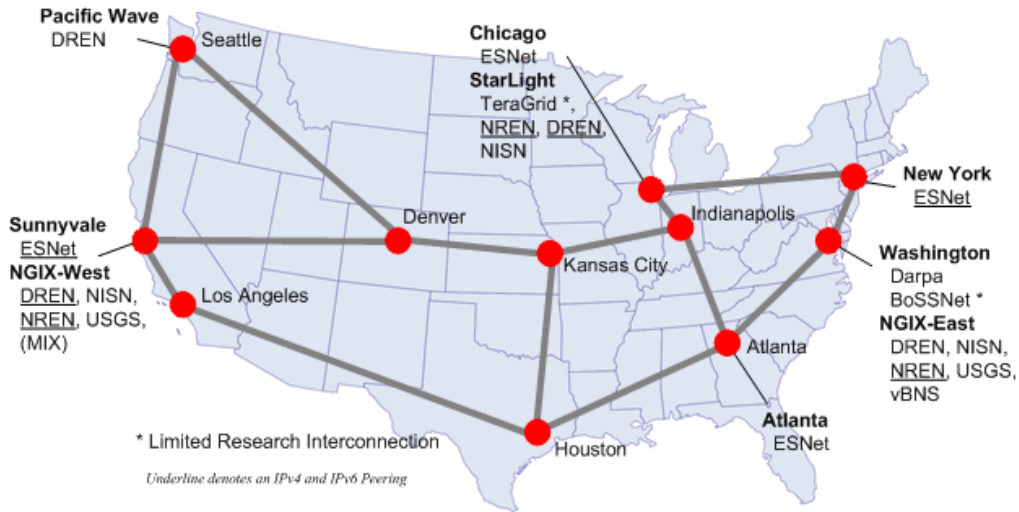 Pacific Wave
DREN
Seattle
Chicago
ESNet
StarLight
TeraGrid *,
NREN, DREN,
NISN
New York
ESNet
Indianapolis
Denver
Kansas City
Sunnyvale
ESNet
NGIX-West
DREN, NISN,
NREN, USGS,
(MIX)
Los Angeles
Washington
Darpa
BoSSNet *
NGIX-East
DREN, NISN,
NREN, USGS,
vBNS
Atlanta
Atlanta
ESNet
Houston
* Limited Research Interconnection
Underline denotes an IPv4 and IPv6 Peering